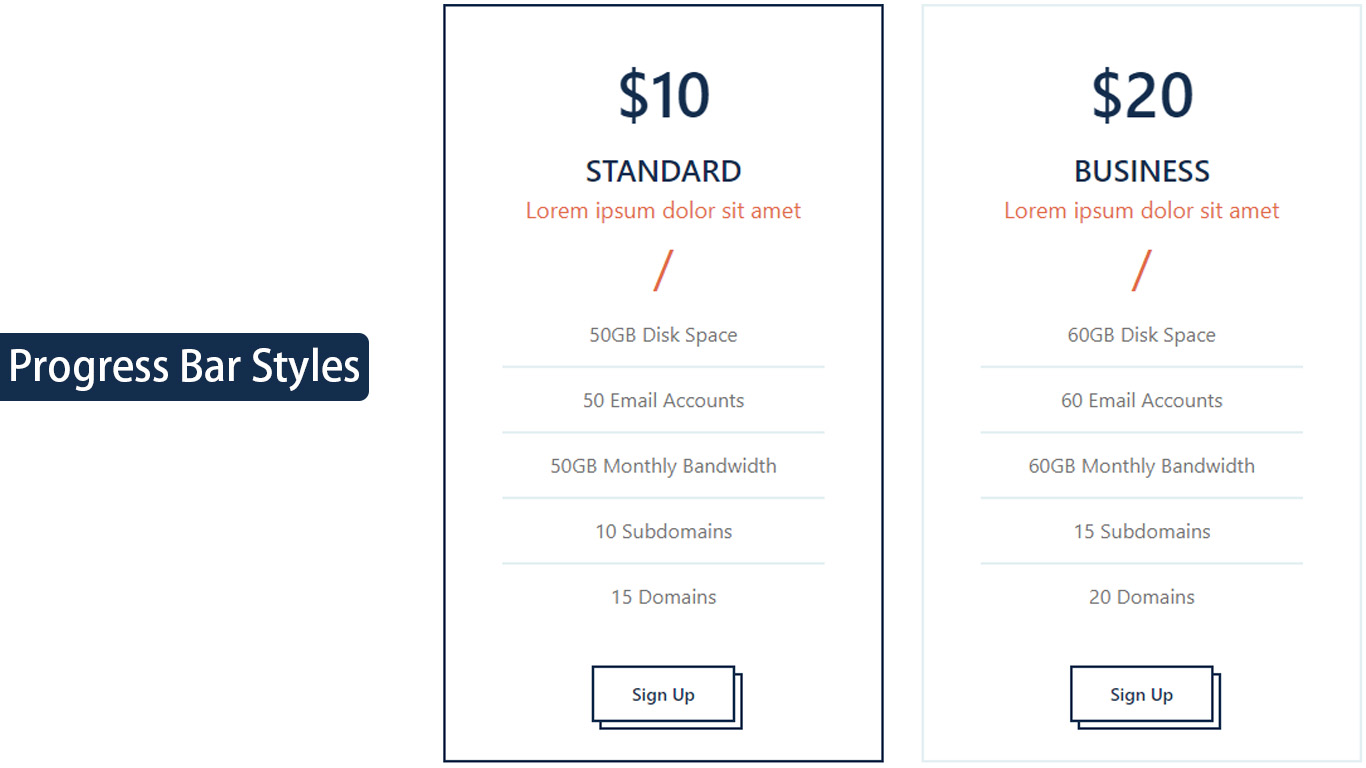 Progress Bar Styles
$10
STANDARD
Lorem ipsum dolor sit amet
/
50GB Disk Space
50 Email Accounts
50GB Monthly Bandwidth
10 Subdomains
15 Domains
Sign Up
$20
BUSINESS
Lorem ipsum dolor sit amet
/
60GB Disk Space
60 Email Accounts
60GB Monthly Bandwidth
15 Subdomains
20 Domains
Sign Up